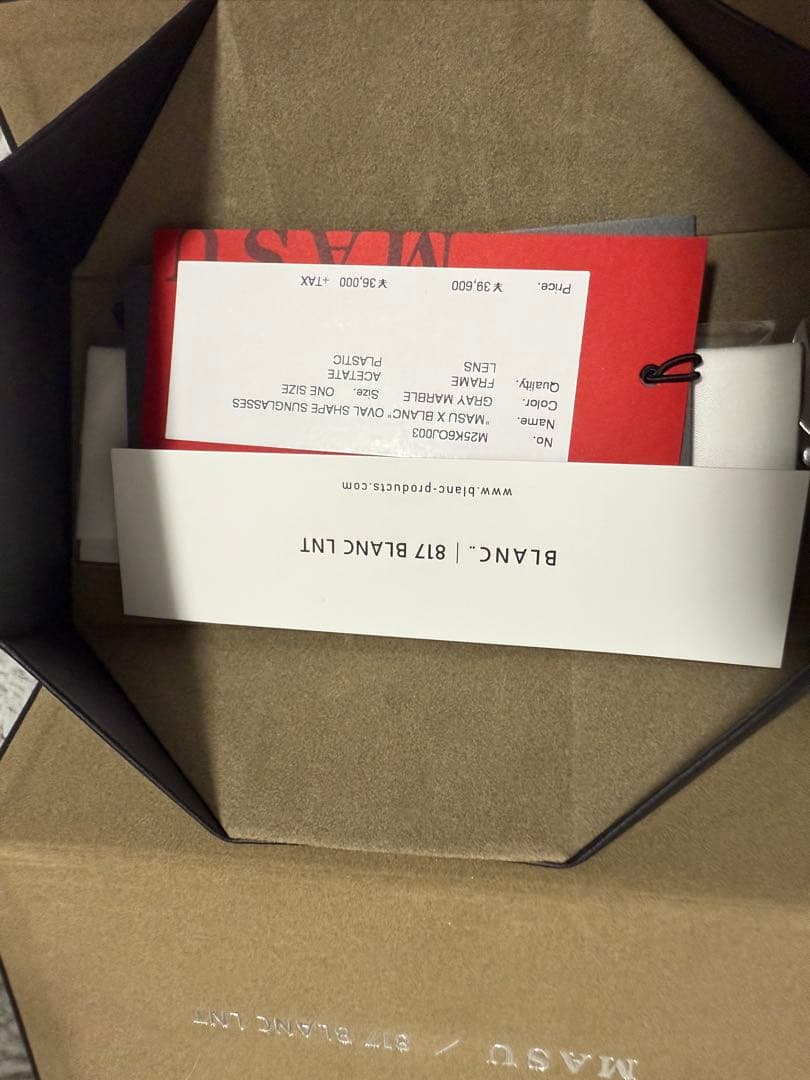 MASU / 817 BLANC LNT
BLANC.. | 817 BLANC LNT
www.blanc-products.com
No. M25K6OJ003
Name. "MASU X BLANC" OVAL SHAPE SUNGLASSES
Color. GRAY MARBLE Size. ONE SIZE
Quality. FRAME ACETATE
LENS PLASTIC
Price. ¥39,600 ¥36,000 +TAX
MASU